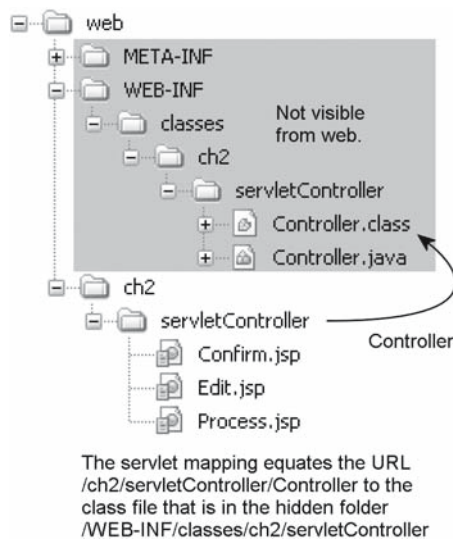 web
META-INF
WEB-INF
classes
Not visible
from web.
ch2
servletController
Controller.class
Controller.java
ch2
servletController
Controller
Confirm.jsp
Edit.jsp
Process.jsp
The servlet mapping equates the URL
/ch2/servletController/Controller to the
class file that is in the hidden folder
/WEB-INF/classes/ch2/servletController